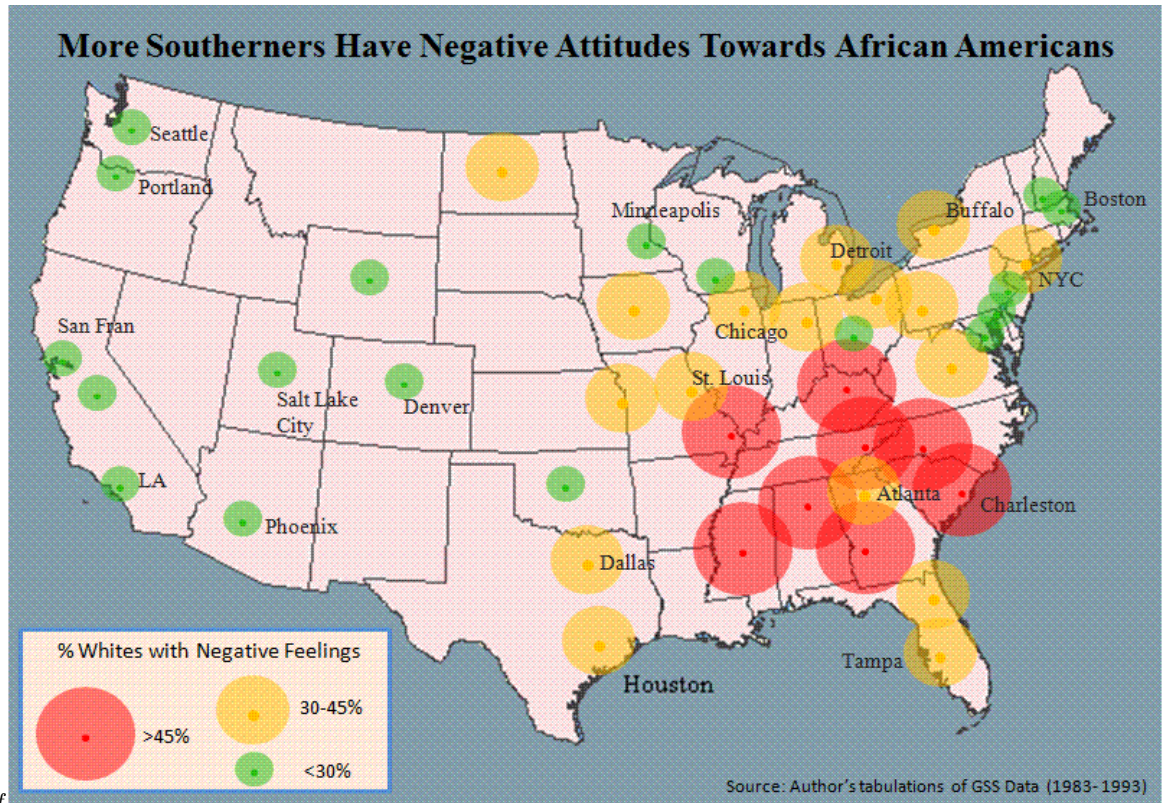 More Southerners Have Negative Attitudes Towards African Americans
Seattle
Portland
Minneapolis
Buffalo
Boston
Detroit
NYC
San Fran
Chicago
St. Louis
Salt Lake
City
Denver
LA
Phoenix
Atlanta
Charleston
Dallas
Tampa
Houston
% Whites with Negative Feelings
>45%
30-45%
<30%
Source: Author's tabulations of GSS Data (1983- 1993)
f